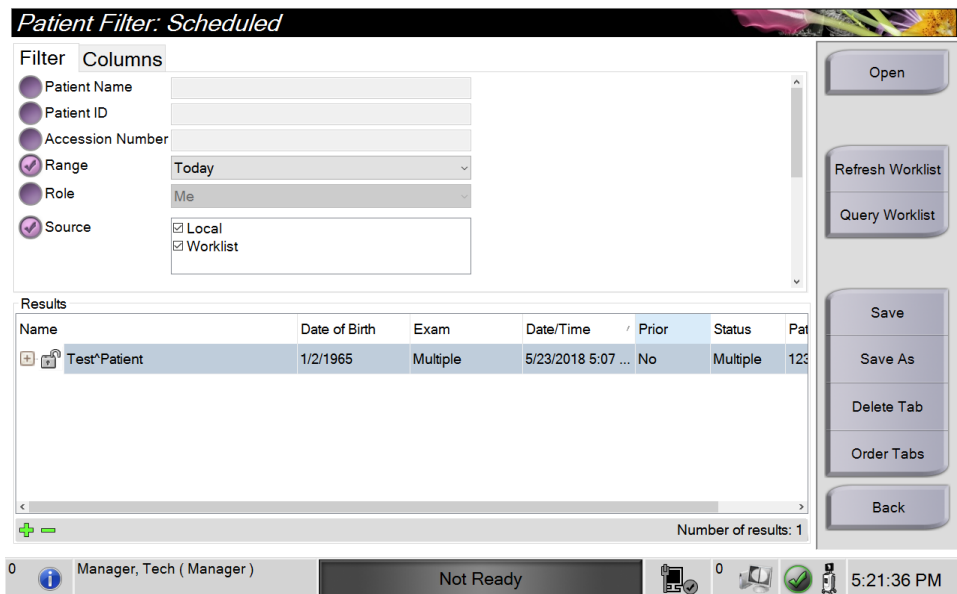 Patient Filter: Scheduled
Filter Columns
Patient Name
Patient ID
Accession Number
Range Today
Role Me
Source Local
Worklist
Open
Refresh Worklist
Query Worklist
Save
Save As
Delete Tab
Order Tabs
Back
Results
Name Date of Birth Exam Date/Time Prior Status Pat
Test^Patient 1/2/1965 Multiple 5/23/2018 5:07 ... No Multiple 123
Number of results: 1
0 Manager, Tech ( Manager ) Not Ready 0 5:21:36 PM